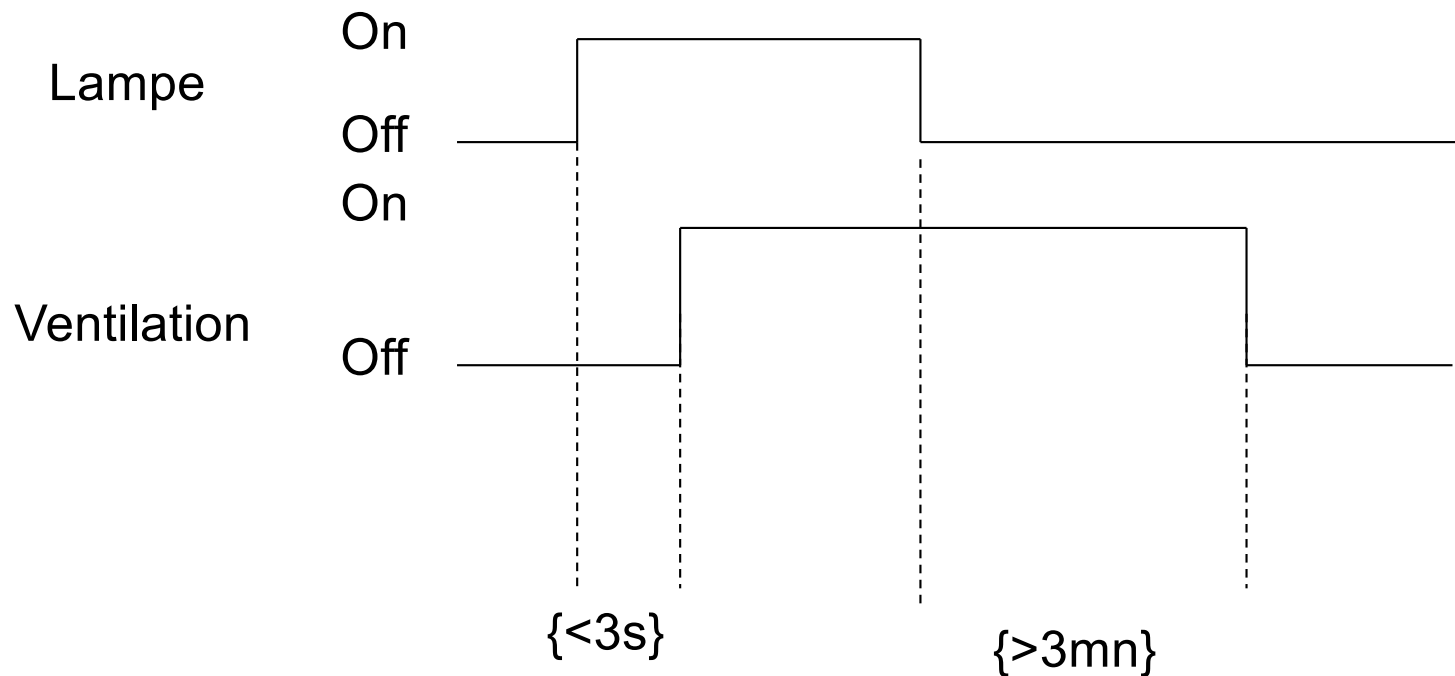 On
Lampe
Off
On
Ventilation
Off
{<3s}
{>3mn}